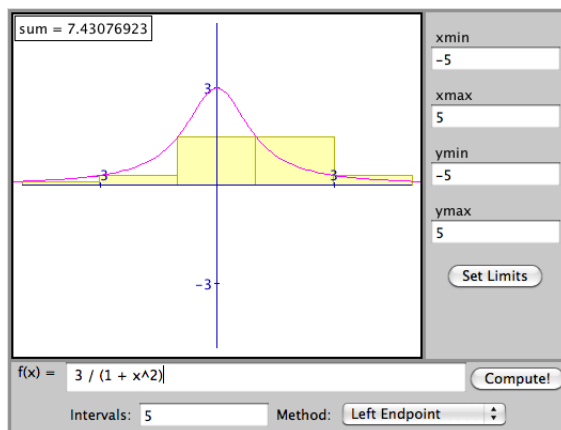 sum = 7.43076923
3
3
3
-3
xmin
-5
xmax
5
ymin
-5
ymax
5
Set Limits
f(x) = 3 / (1 + x^2)
Compute!
Intervals: 5 Method: Left Endpoint